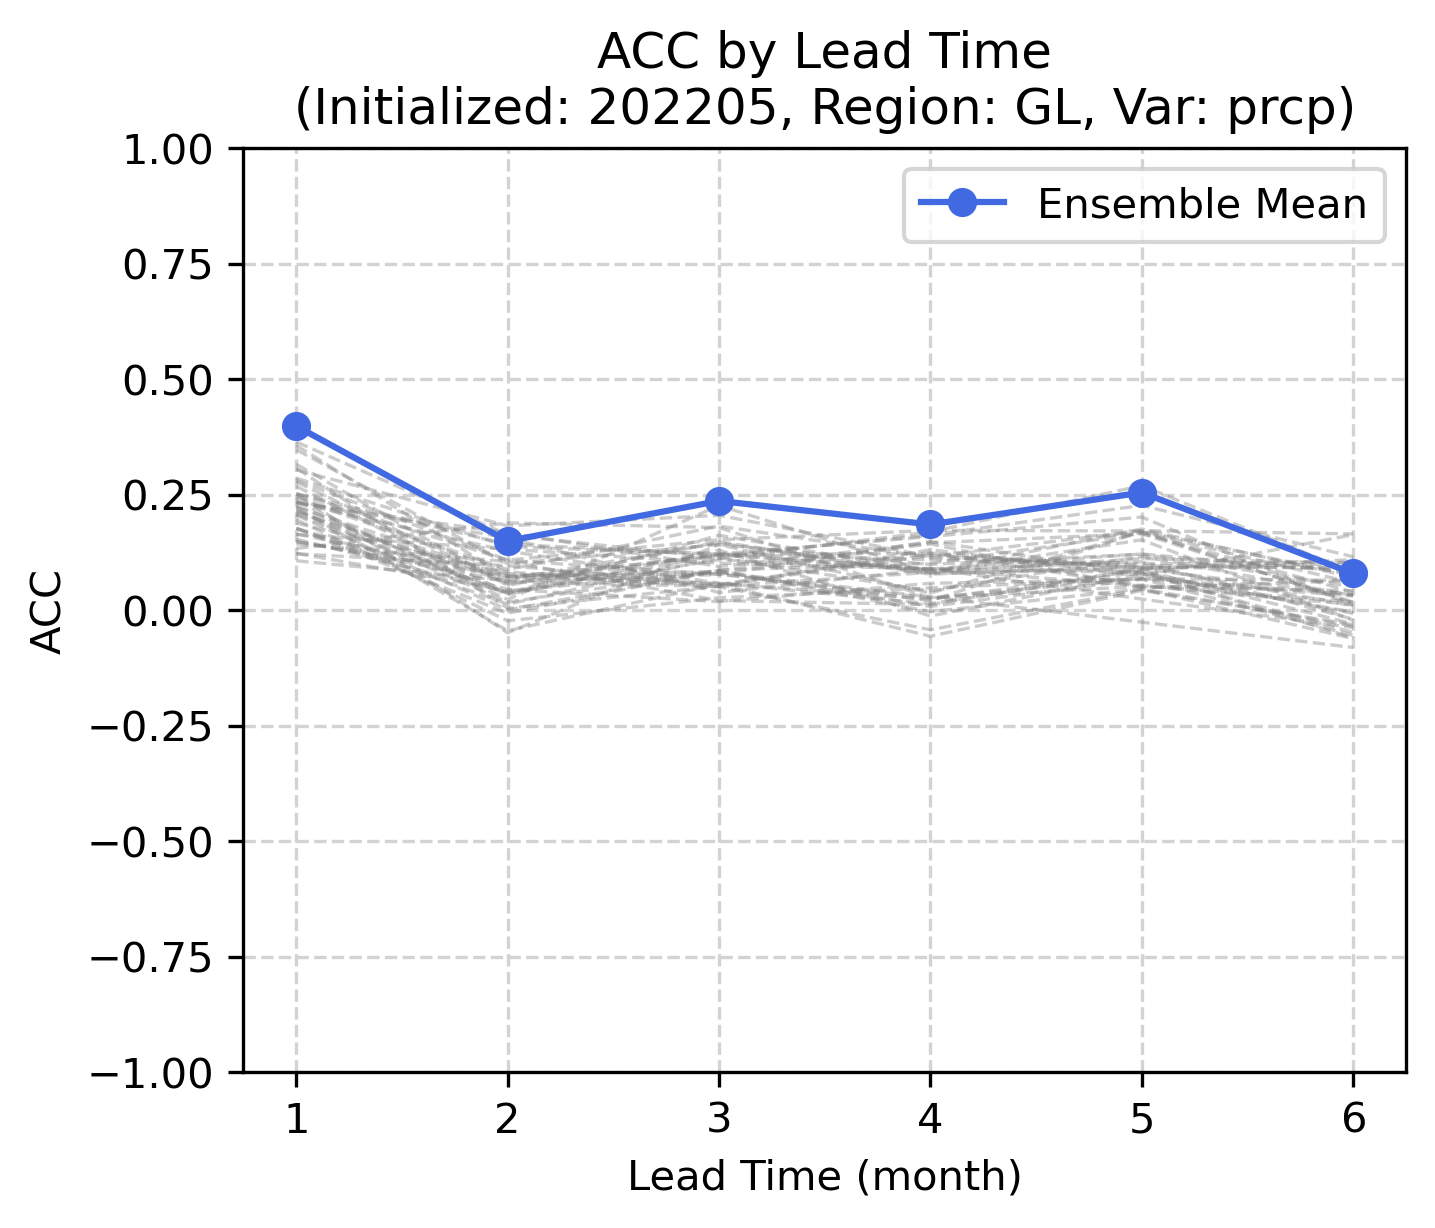 ACC by Lead Time
(Initialized: 202205, Region: GL, Var: prcp)
Ensemble Mean
1.00
0.75
0.50
0.25
0.00
−0.25
−0.50
−0.75
−1.00
ACC
1 2 3 4 5 6
Lead Time (month)